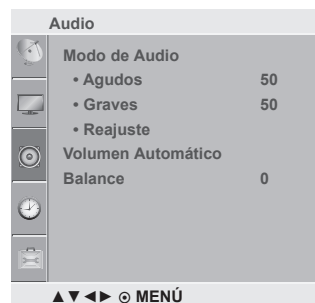 Audio
Modo de Audio
• Agudos 50
• Graves 50
• Reajuste
Volumen Automático
Balance 0
▲▼◄► ⊙ MENÚ